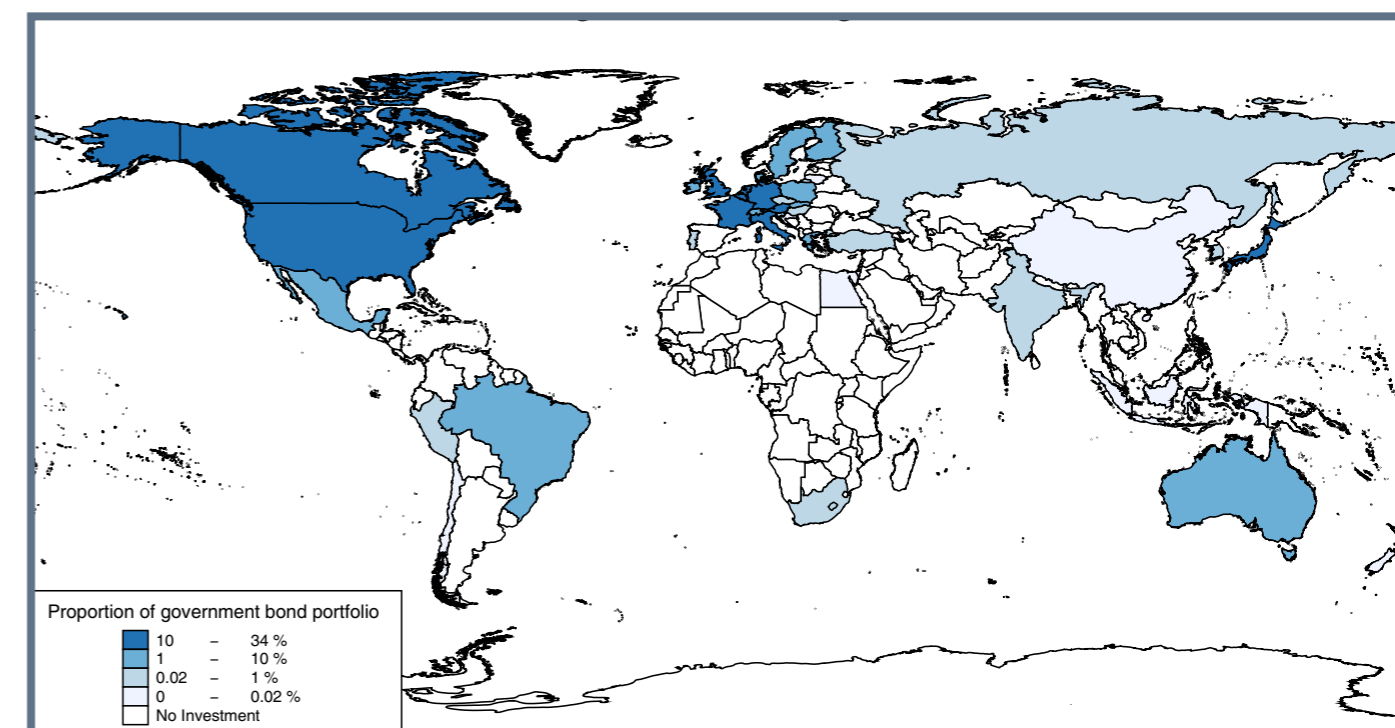 Proportion of government bond portfolio
10 – 34 %
1 – 10 %
0.02 – 1 %
0 – 0.02 %
No Investment